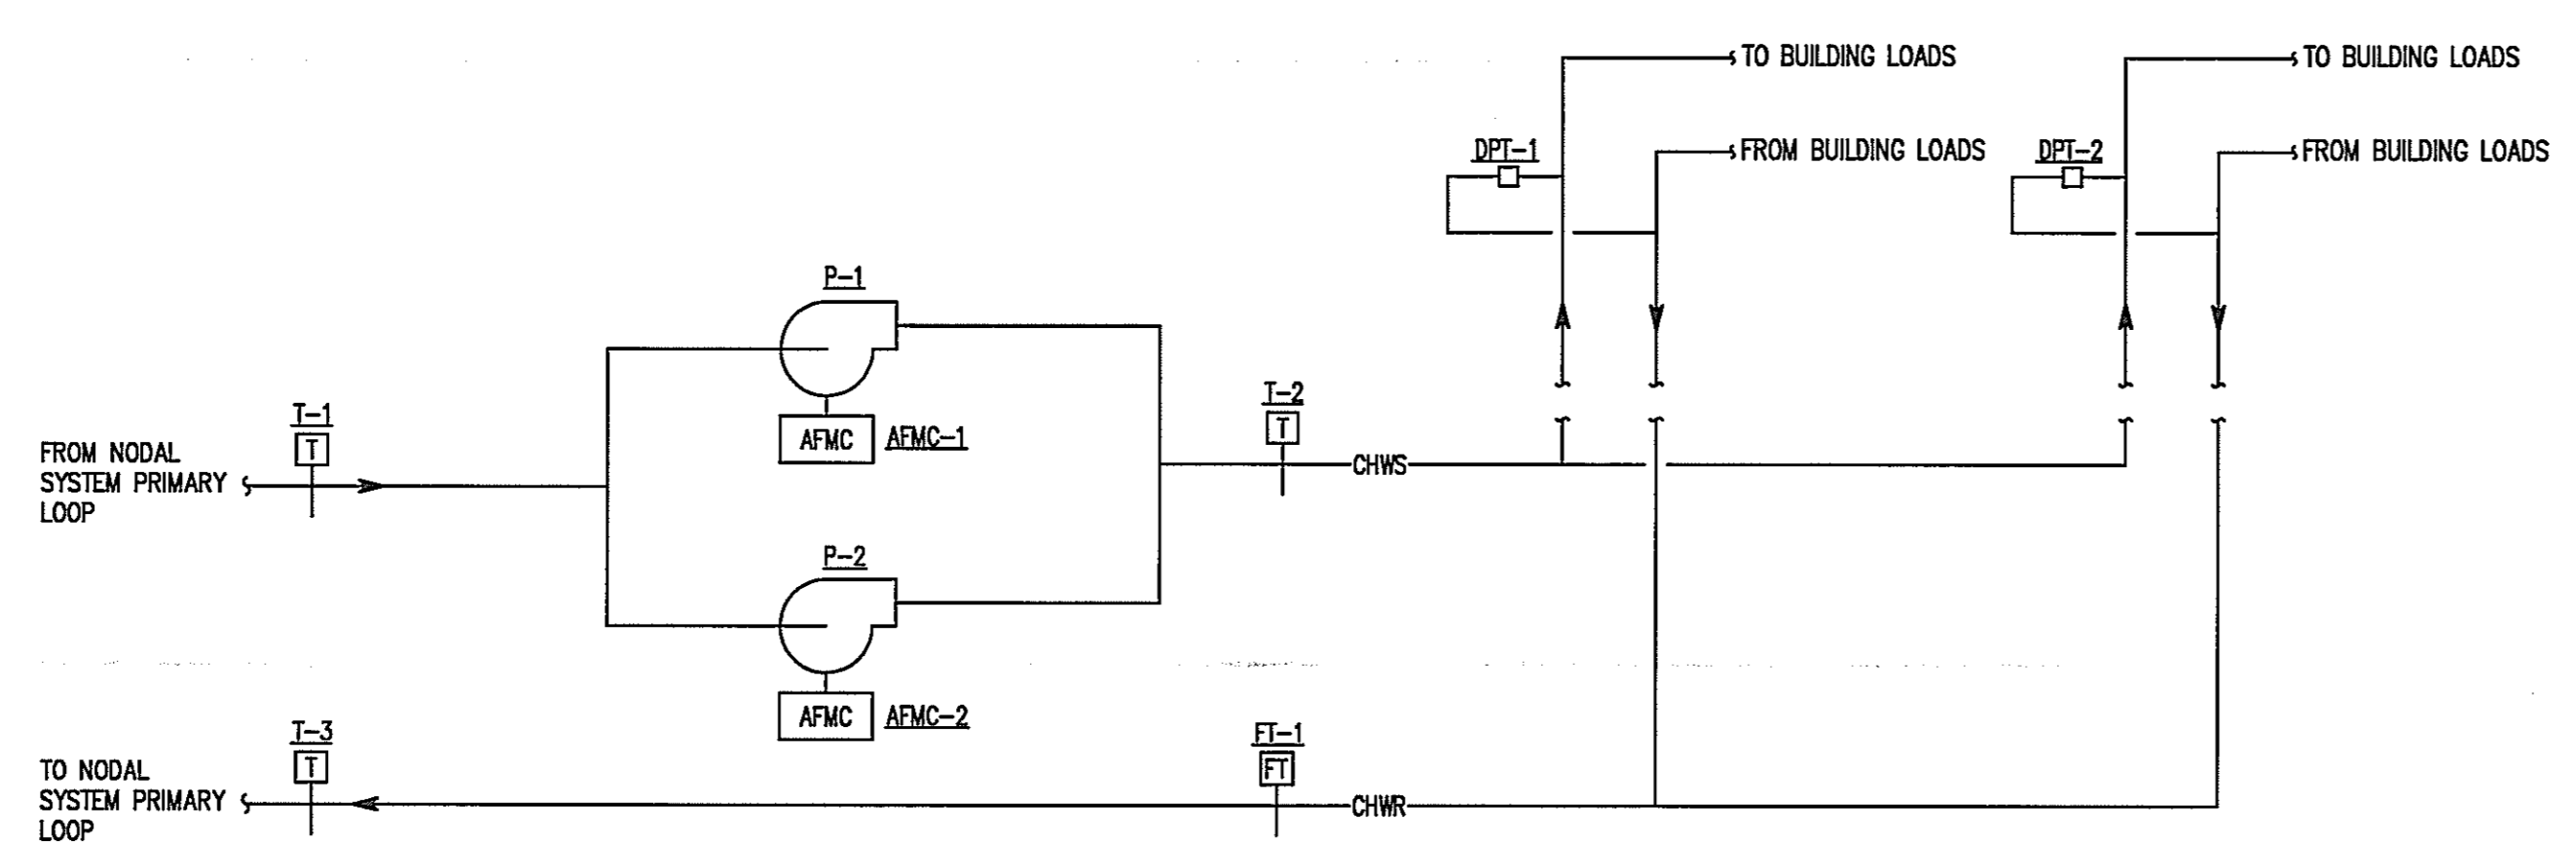 TO BUILDING LOADS
TO BUILDING LOADS
DPT-1
FROM BUILDING LOADS
DPT-2
FROM BUILDING LOADS
P-1
T-1
T
AFMC
AFMC-1
T-2
T
FROM NODAL
SYSTEM PRIMARY
LOOP
CHWS
P-2
AFMC
AFMC-2
T-3
T
FT-1
FT
TO NODAL
SYSTEM PRIMARY
LOOP
CHWR